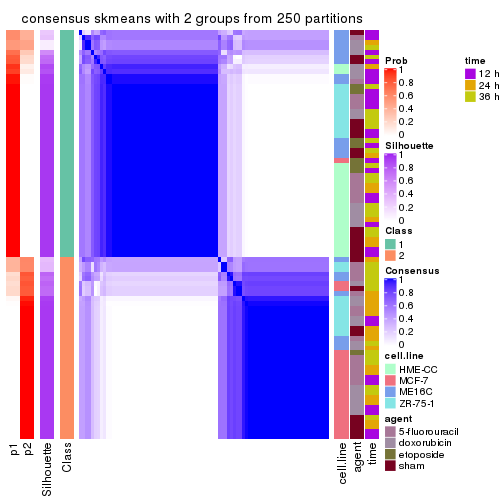 consensus skmeans with 2 groups from 250 partitions
Prob
1
0.8
0.6
0.4
0.2
0
Silhouette
1
0.8
0.6
0.4
0.2
0
Class
1
2
Consensus
1
0.8
0.6
0.4
0.2
0
cell.line
HME-CC
MCF-7
ME16C
ZR-75-1
agent
5-fluorouracil
doxorubicin
etoposide
sham
time
12 h
24 h
36 h
p1
p2
Silhouette
Class
cell.line
agent
time